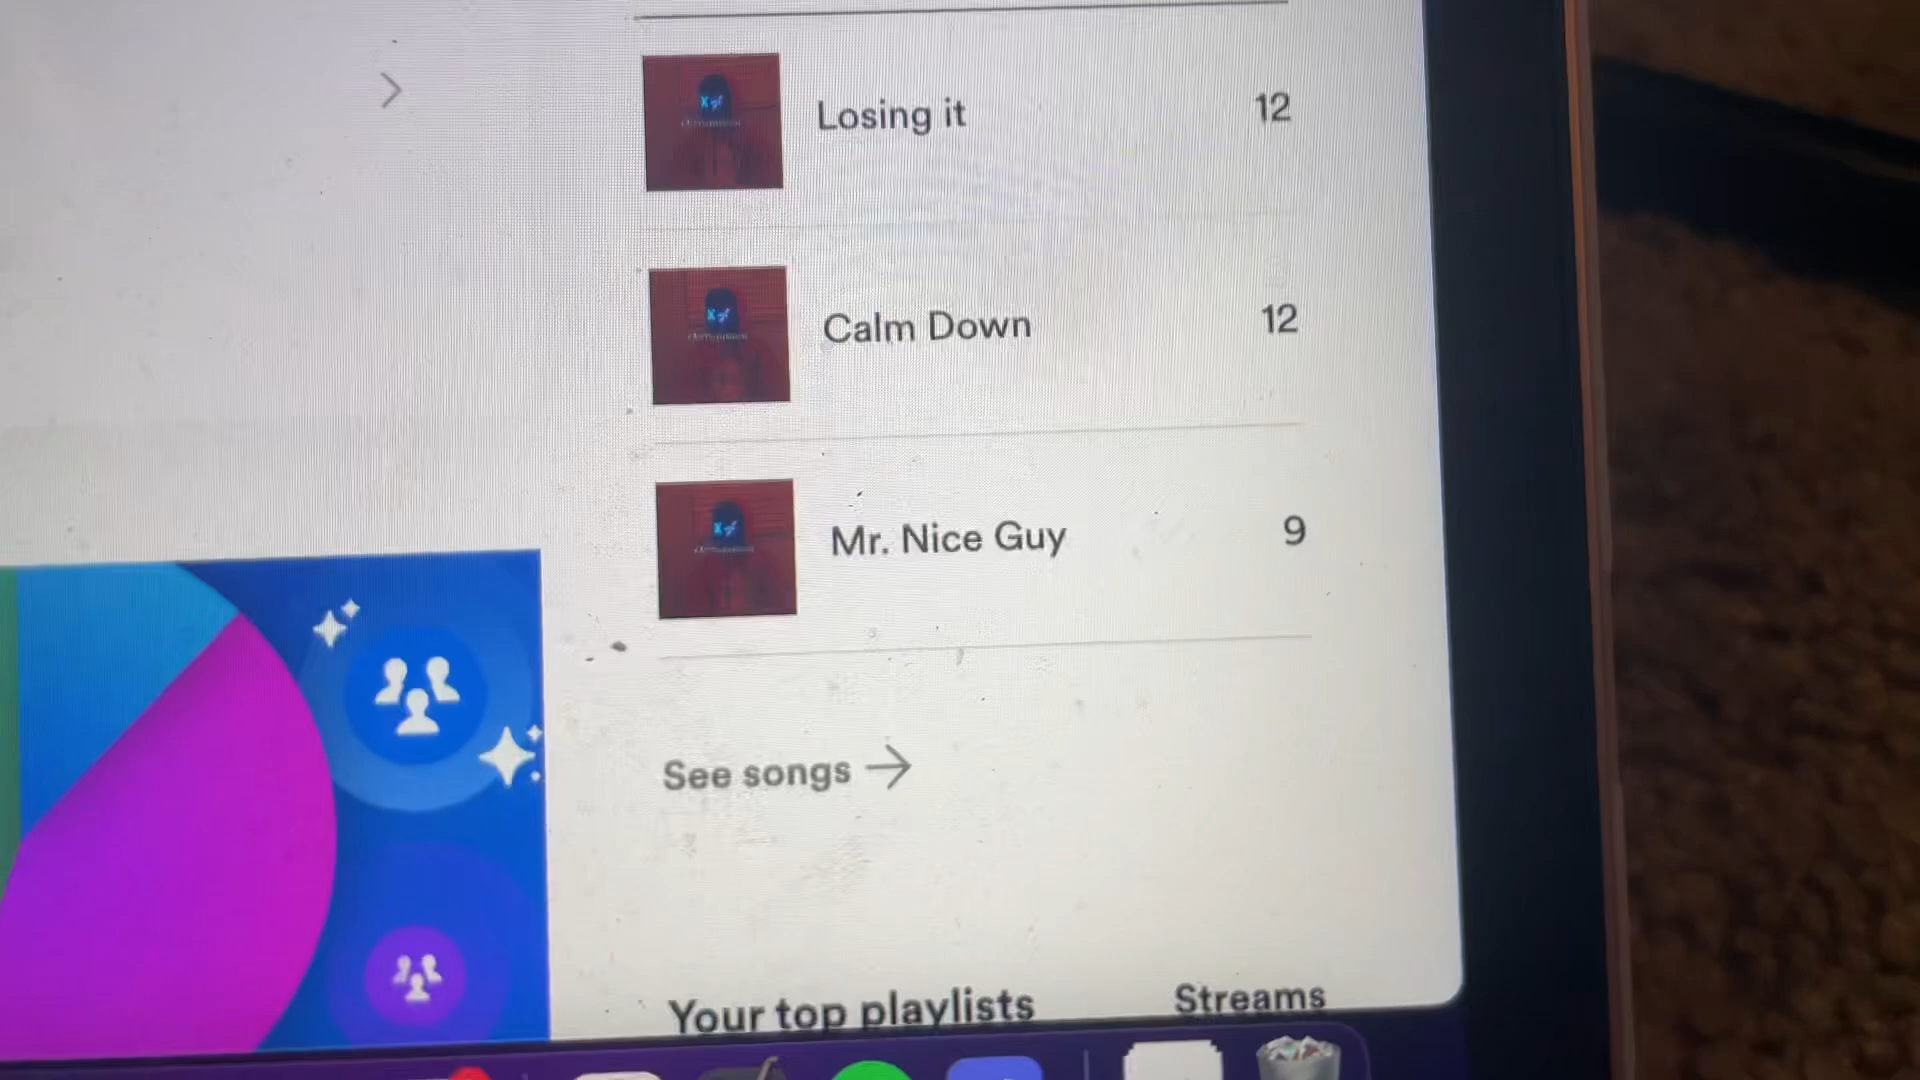 Losing it 12
Calm Down 12
Mr. Nice Guy 9
See songs →
Your top playlists Streams